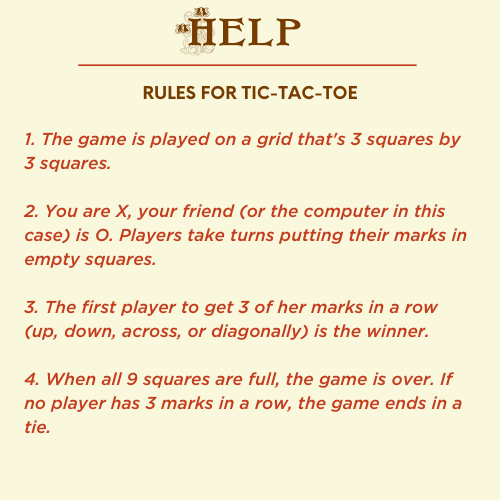 HELP
RULES FOR TIC-TAC-TOE
1. The game is played on a grid that's 3 squares by
3 squares.
2. You are X, your friend (or the computer in this
case) is O. Players take turns putting their marks in
empty squares.
3. The first player to get 3 of her marks in a row
(up, down, across, or diagonally) is the winner.
4. When all 9 squares are full, the game is over. If
no player has 3 marks in a row, the game ends in a
tie.